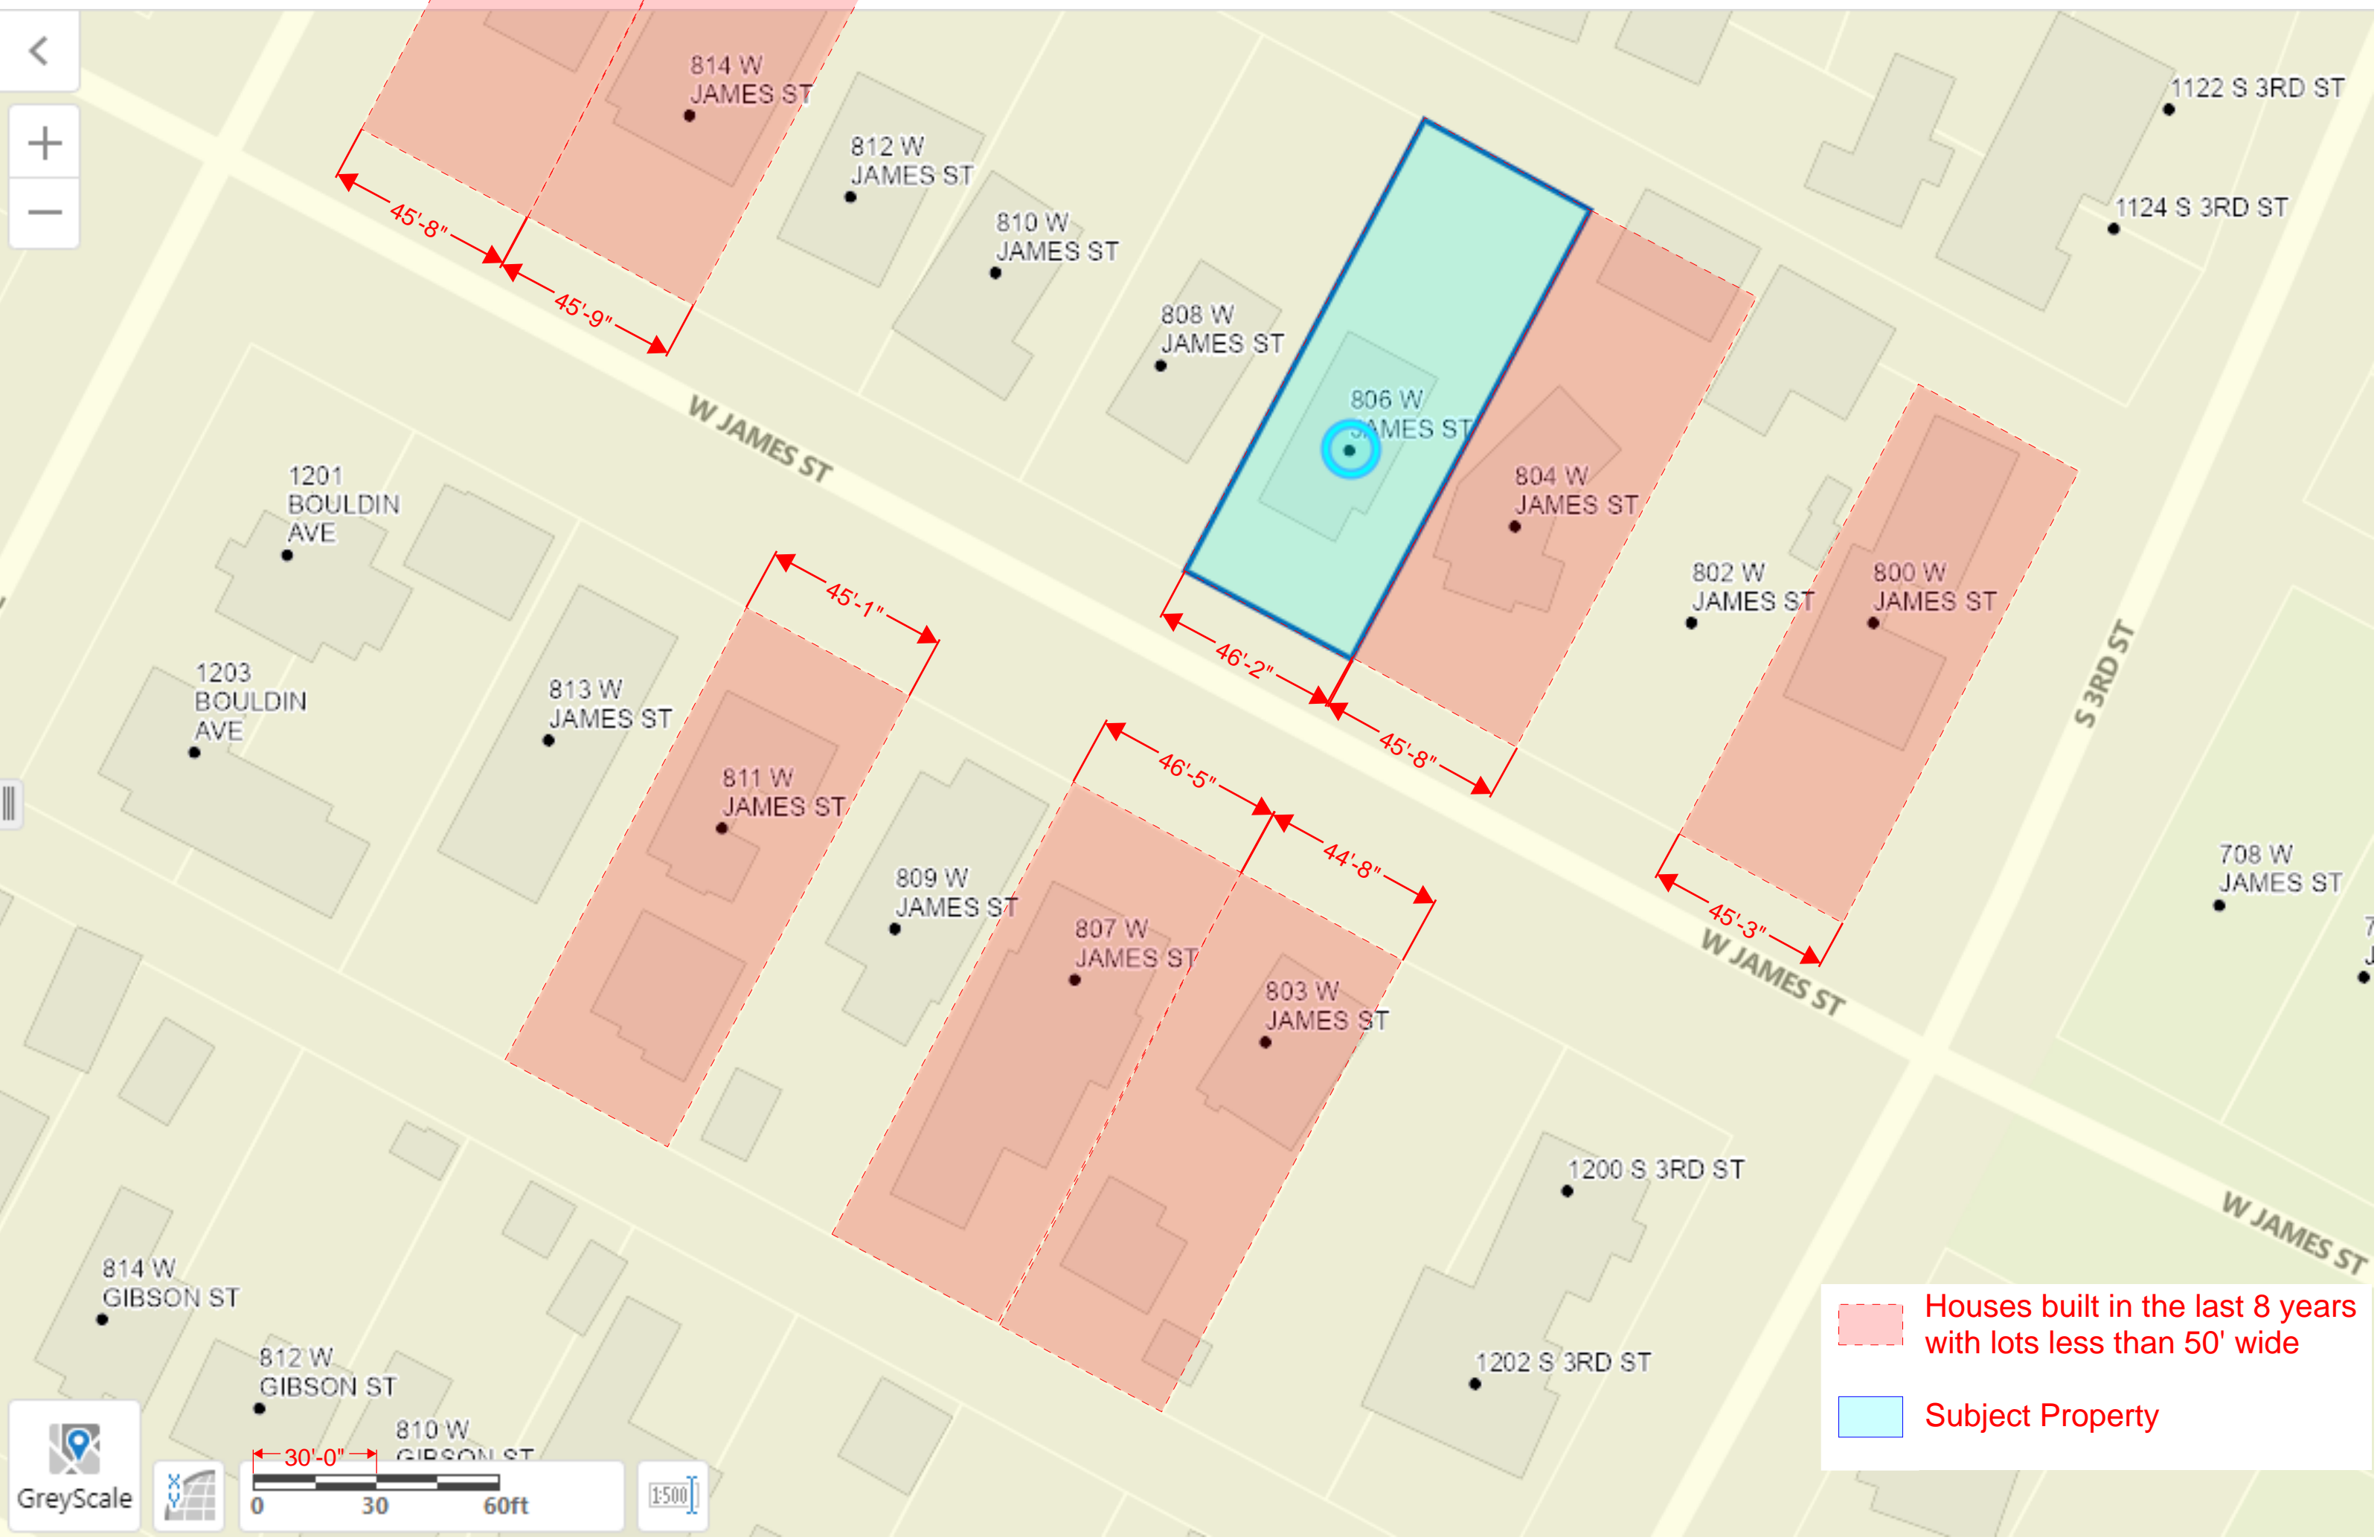 814 W
JAMES ST
1122 S 3RD ST
812 W
JAMES ST
1124 S 3RD ST
810 W
JAMES ST
45'-8"
45'-9"
808 W
JAMES ST
806 W
JAMES ST
W JAMES ST
804 W
JAMES ST
1201
BOULDIN
AVE
802 W
JAMES ST
800 W
JAMES ST
45'-1"
46'-2"
S 3RD ST
1203
BOULDIN
AVE
813 W
JAMES ST
45'-8"
46'-5"
811 W
JAMES ST
44'-8"
708 W
JAMES ST
809 W
JAMES ST
45'-3"
807 W
JAMES ST
W JAMES ST
803 W
JAMES ST
1200 S 3RD ST
W JAMES ST
814 W
GIBSON ST
Houses built in the last 8 years
with lots less than 50' wide
812 W
GIBSON ST
1202 S 3RD ST
Subject Property
810 W
GIBSON ST
30'-0"
GreyScale
X
Y
0 30 60ft
1:500